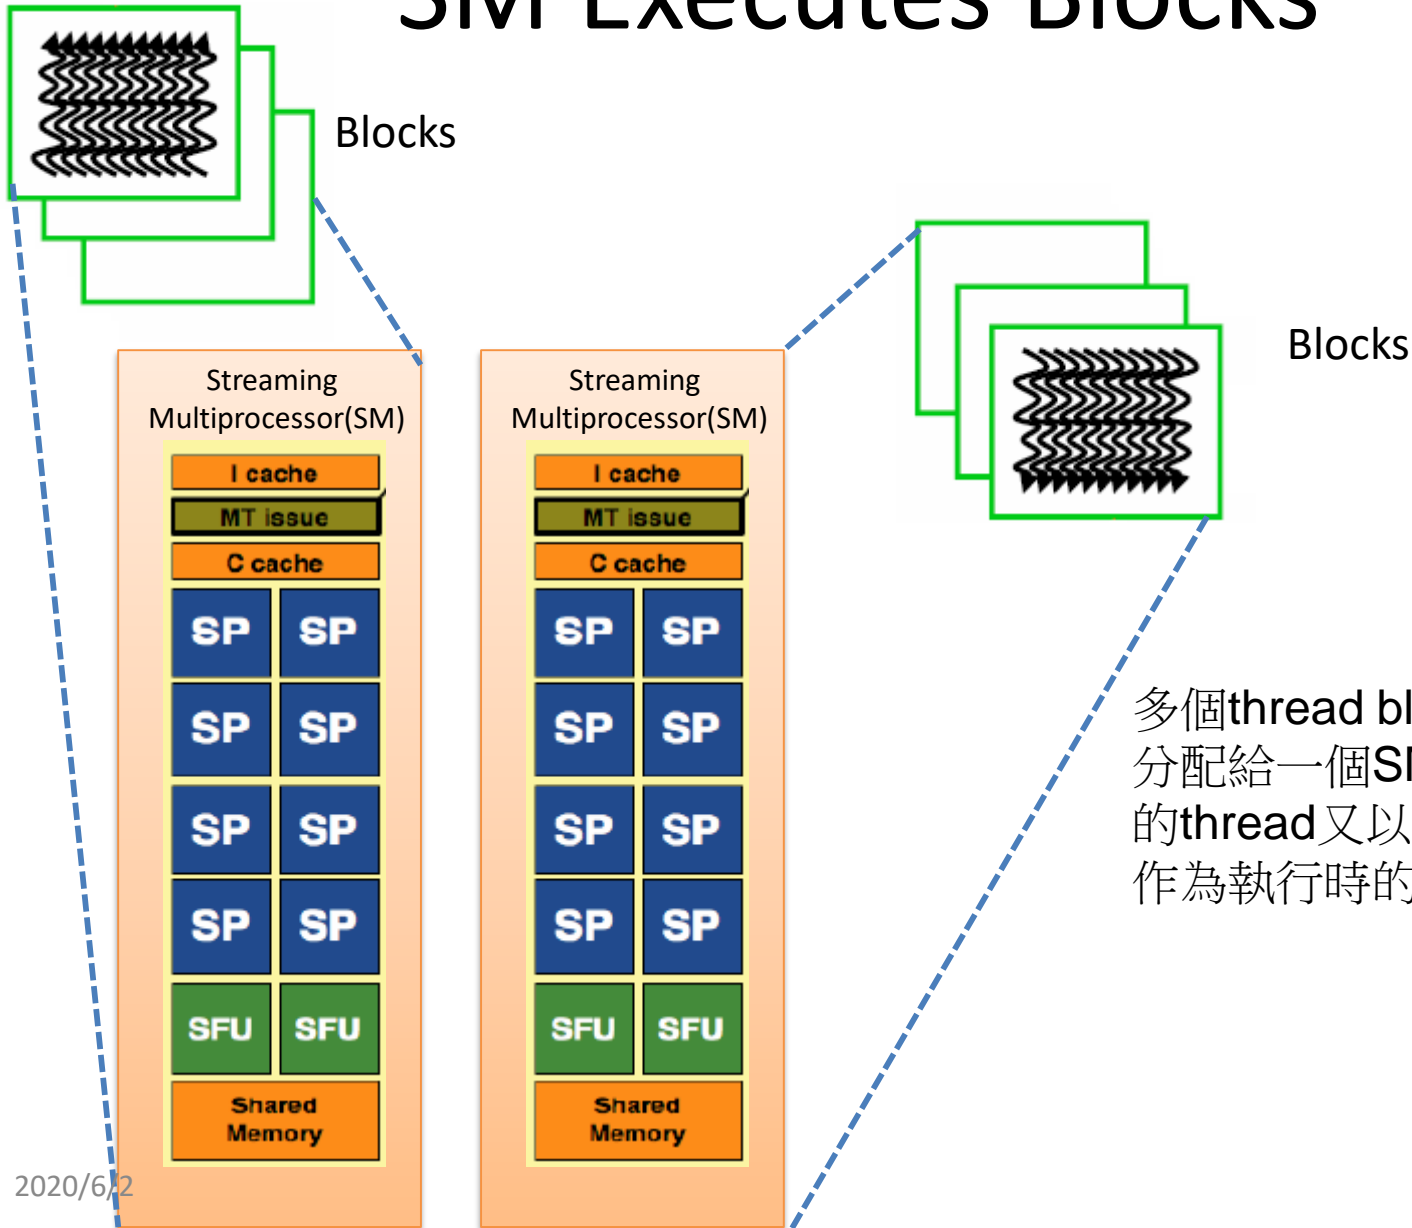 SM Executes Blocks
Blocks
Blocks
Streaming
Multiprocessor(SM)
I cache
MT issue
C cache
SP SP
SP SP
SP SP
SP SP
SFU SFU
Shared
Memory
Streaming
Multiprocessor(SM)
I cache
MT issue
C cache
SP SP
SP SP
SP SP
SP SP
SFU SFU
Shared
Memory
多個thread bl
分配給一個S
的thread又以
作為執行時的
2020/6/2